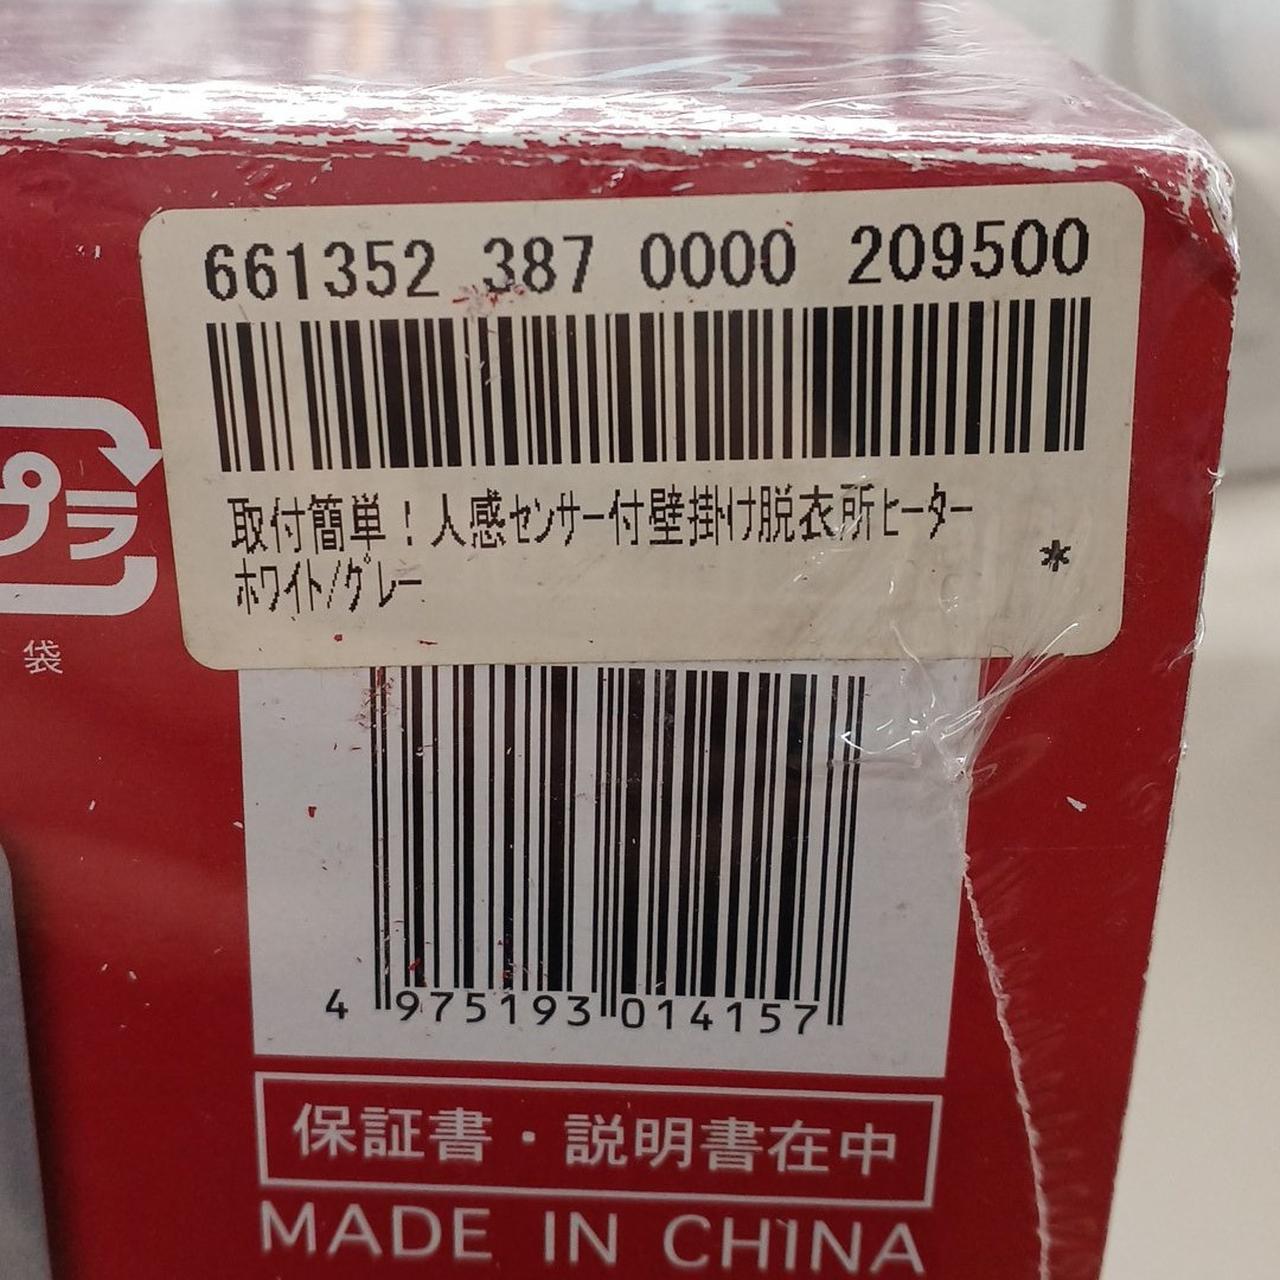 661352 387 0000 209500
取付簡単!人感センサー付壁掛け脱衣所ヒーター
ホワイト/グレー
*
プラ
袋
4 975193 014157
保証書・説明書在中
MADE IN CHINA